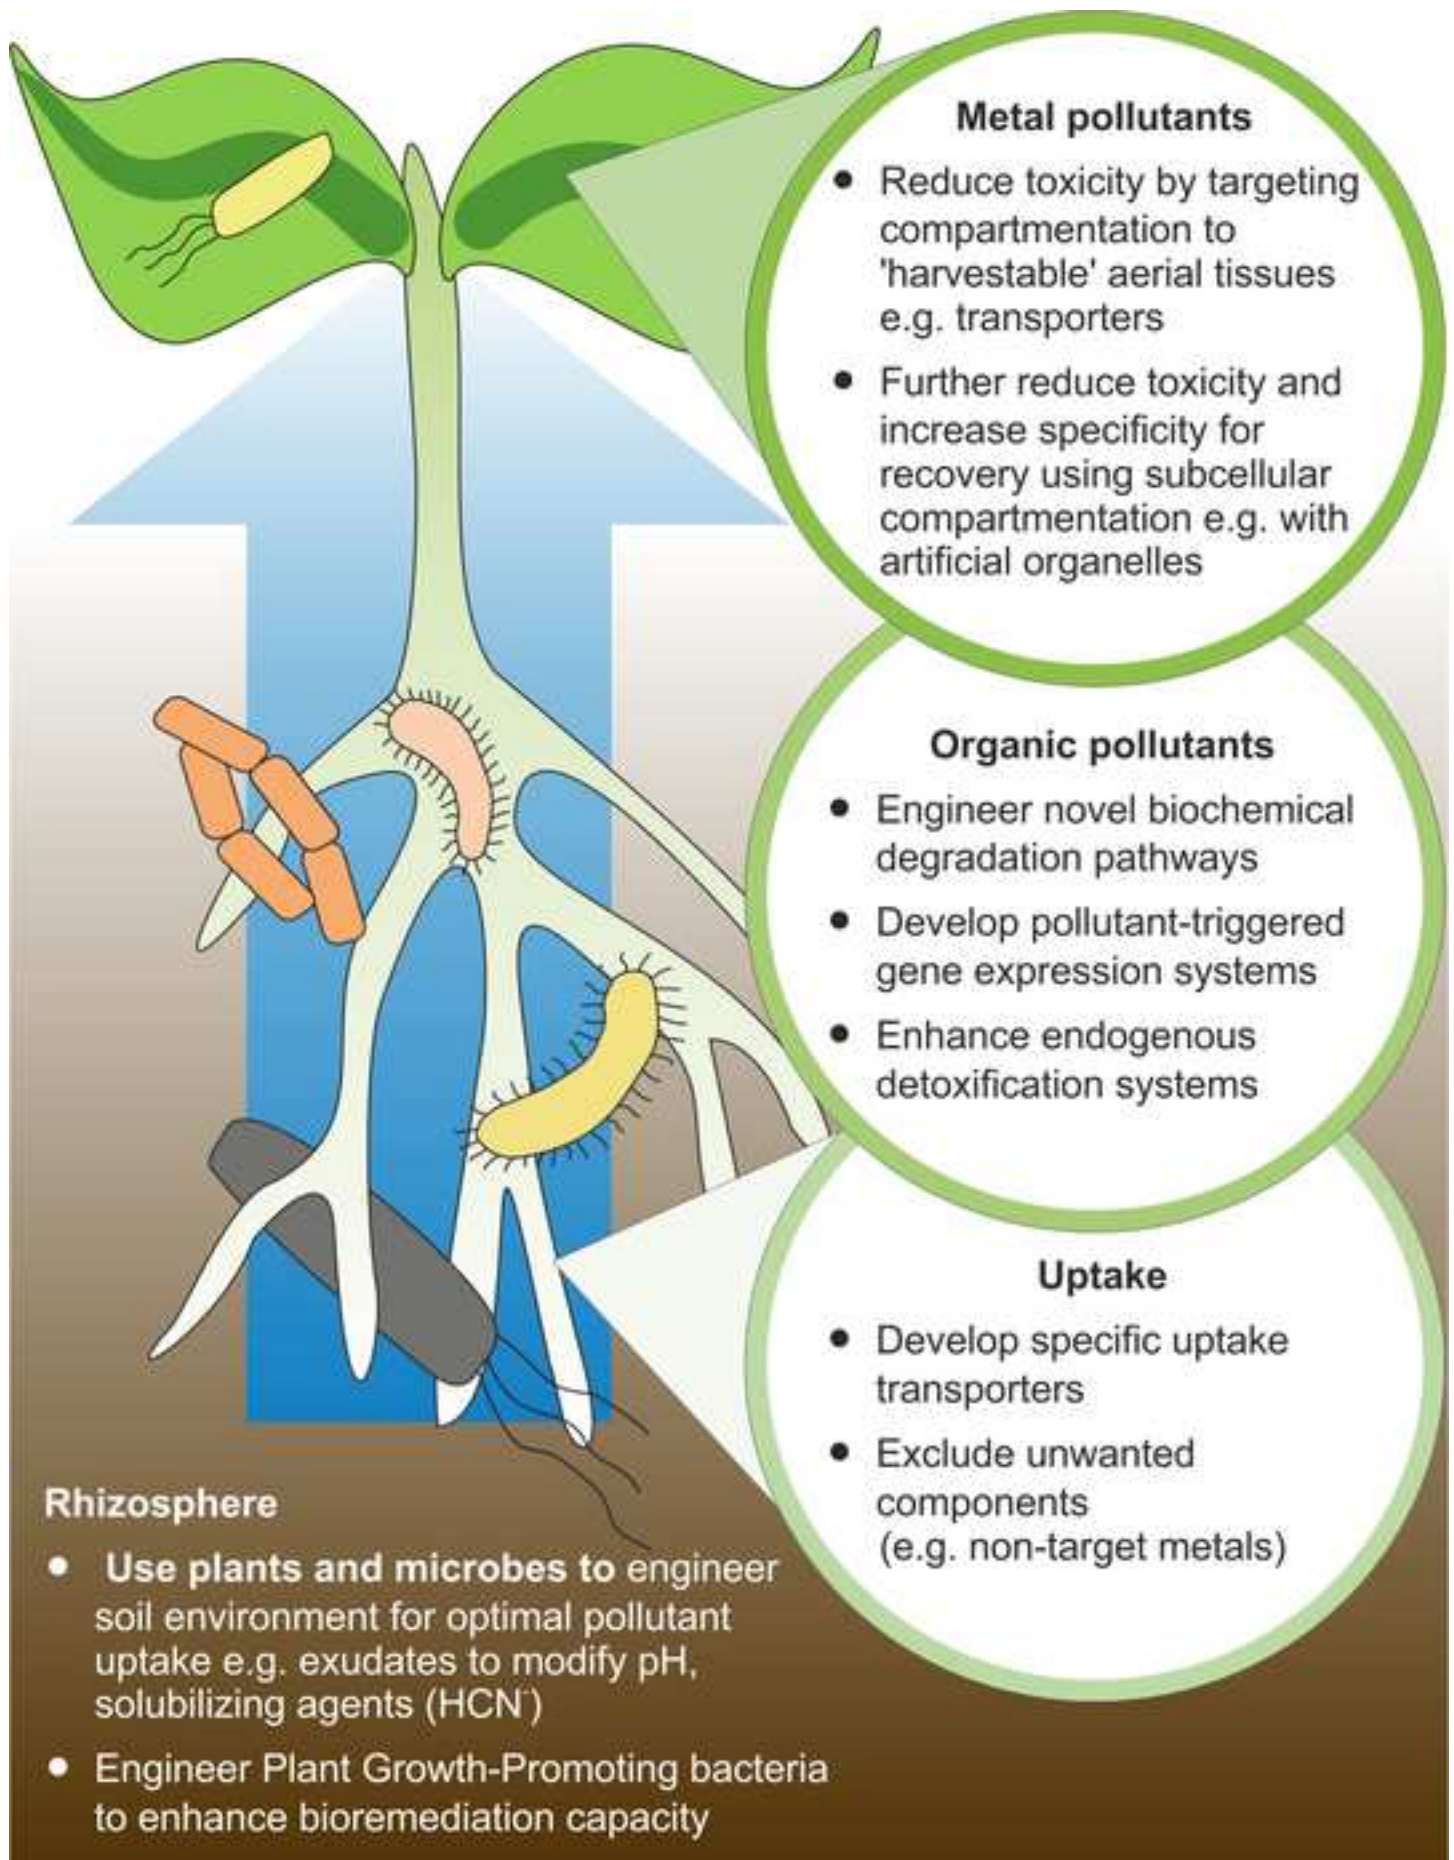 Metal pollutants
• Reduce toxicity by targeting
compartmentation to
'harvestable' aerial tissues
e.g. transporters
• Further reduce toxicity and
increase specificity for
recovery using subcellular
compartmentation e.g. with
artificial organelles
Organic pollutants
• Engineer novel biochemical
degradation pathways
• Develop pollutant-triggered
gene expression systems
• Enhance endogenous
detoxification systems
Uptake
• Develop specific uptake
transporters
• Exclude unwanted
components
(e.g. non-target metals)
Rhizosphere
• Use plants and microbes to engineer
soil environment for optimal pollutant
uptake e.g. exudates to modify pH,
solubilizing agents (HCN⁻)
• Engineer Plant Growth-Promoting bacteria
to enhance bioremediation capacity